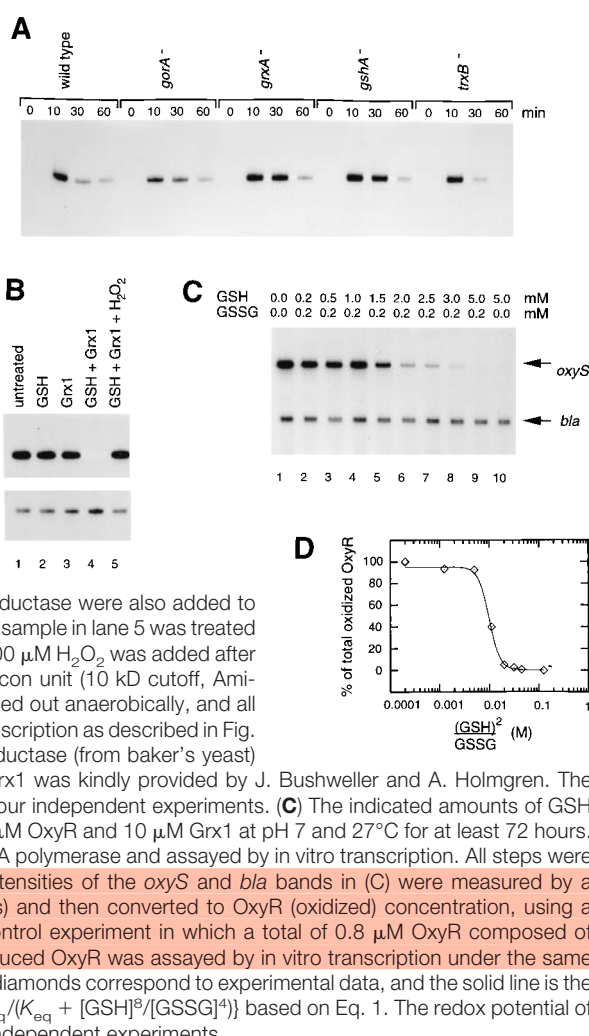 A
wild type gorA - grxA - gshA - trxB -
0 10 30 60 0 10 30 60 0 10 30 60 0 10 30 60 0 10 30 60 min
B
untreated
GSH
Grx1
GSH + Grx1
GSH + Grx1 + H2O2
1 2 3 4 5
C
GSH 0.0 0.2 0.5 1.0 1.5 2.0 2.5 3.0 5.0 5.0 mM
GSSG 0.2 0.2 0.2 0.2 0.2 0.2 0.2 0.2 0.2 0.0 mM
oxyS
bla
1 2 3 4 5 6 7 8 9 10
D
% of total oxidized OxyR
100
80
60
40
20
0
0.0001 0.001 0.01 0.1 1
(GSH)2
GSSG (M)
ductase were also added to
sample in lane 5 was treated
00 μM H2O2 was added after
con unit (10 kD cutoff, Ami-
ed out anaerobically, and all
scription as described in Fig.
ductase (from baker's yeast)
rx1 was kindly provided by J. Bushweller and A. Holmgren. The
our independent experiments. (C) The indicated amounts of GSH
μM OxyR and 10 μM Grx1 at pH 7 and 27°C for at least 72 hours.
A polymerase and assayed by in vitro transcription. All steps were
tensities of the oxyS and bla bands in (C) were measured by a
s) and then converted to OxyR (oxidized) concentration, using a
ontrol experiment in which a total of 0.8 μM OxyR composed of
duced OxyR was assayed by in vitro transcription under the same
diamonds correspond to experimental data, and the solid line is the
q/(Keq + [GSH]8/[GSSG]4)} based on Eq. 1. The redox potential of
dependent experiments.